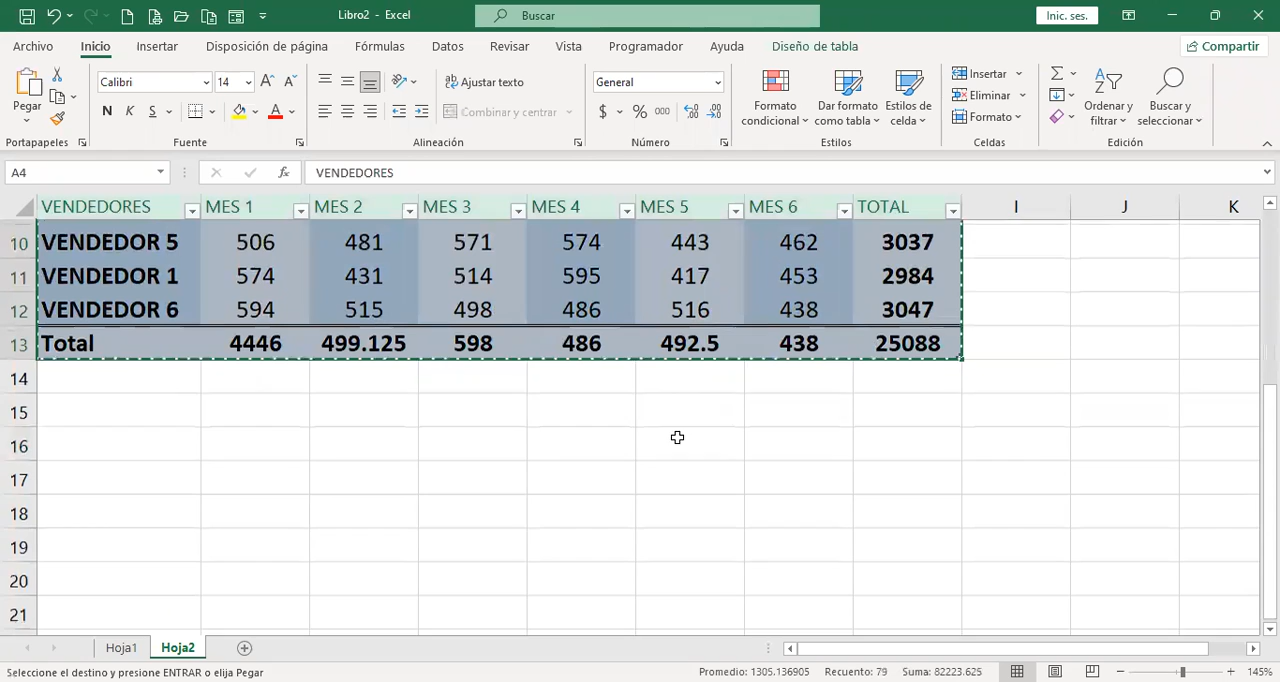 Libro2 - Excel
Buscar
Inic. ses.
Archivo Inicio Insertar Disposición de página Fórmulas Datos Revisar Vista Programador Ayuda Diseño de tabla Compartir
Pegar
Portapapeles
Calibri 14
N K S
Fuente
Ajustar texto
Combinar y centrar
Alineación
General
$ % 000
Número
Formato condicional
Dar formato como tabla
Estilos de celda
Estilos
Insertar
Eliminar
Formato
Celdas
Ordenar y filtrar
Buscar y seleccionar
Edición
A4 fx VENDEDORES
VENDEDORES MES 1 MES 2 MES 3 MES 4 MES 5 MES 6 TOTAL I J K
10 VENDEDOR 5 506 481 571 574 443 462 3037
11 VENDEDOR 1 574 431 514 595 417 453 2984
12 VENDEDOR 6 594 515 498 486 516 438 3047
13 Total 4446 499.125 598 486 492.5 438 25088
14
15
16
17
18
19
20
21
Hoja1 Hoja2
Seleccione el destino y presione ENTRAR o elija Pegar Promedio: 1305.136905 Recuento: 79 Suma: 82223.625 145%